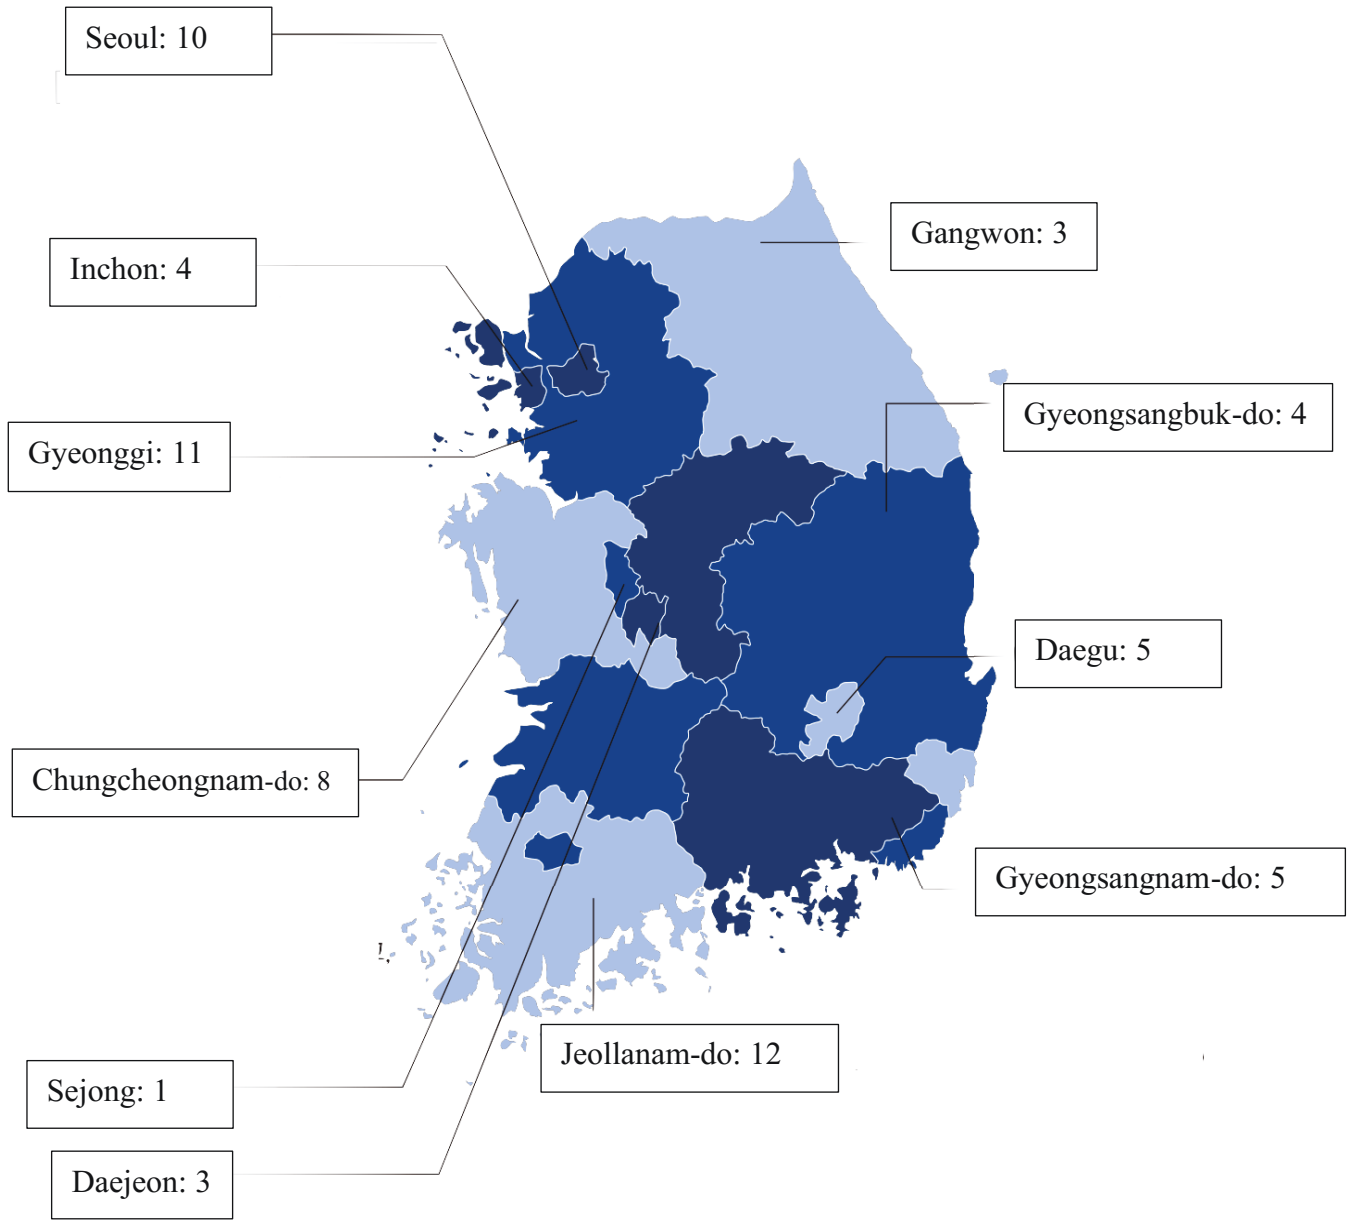 Seoul: 10
Gangwon: 3
Inchon: 4
Gyeongsangbuk-do: 4
Gyeonggi: 11
Daegu: 5
Chungcheongnam-do: 8
Gyeongsangnam-do: 5
Jeollanam-do: 12
Sejong: 1
Daejeon: 3